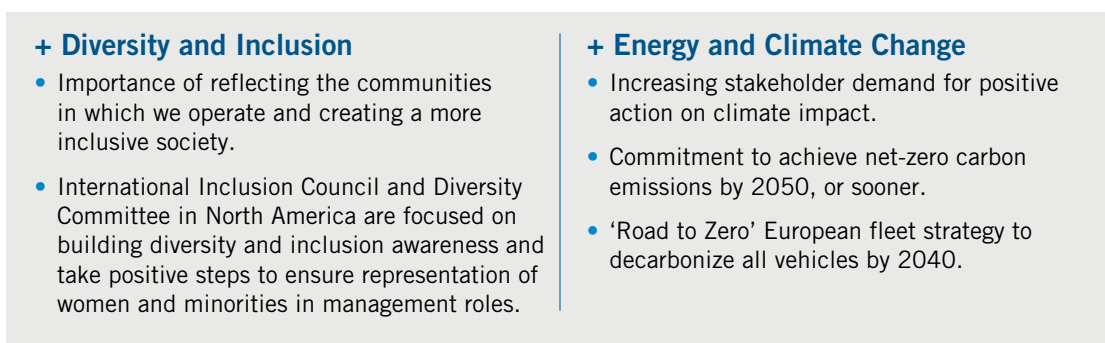 + Diversity and Inclusion
• Importance of reflecting the communities
in which we operate and creating a more
inclusive society.
• International Inclusion Council and Diversity
Committee in North America are focused on
building diversity and inclusion awareness and
take positive steps to ensure representation of
women and minorities in management roles.
+ Energy and Climate Change
• Increasing stakeholder demand for positive
action on climate impact.
• Commitment to achieve net-zero carbon
emissions by 2050, or sooner.
• ‘Road to Zero’ European fleet strategy to
decarbonize all vehicles by 2040.